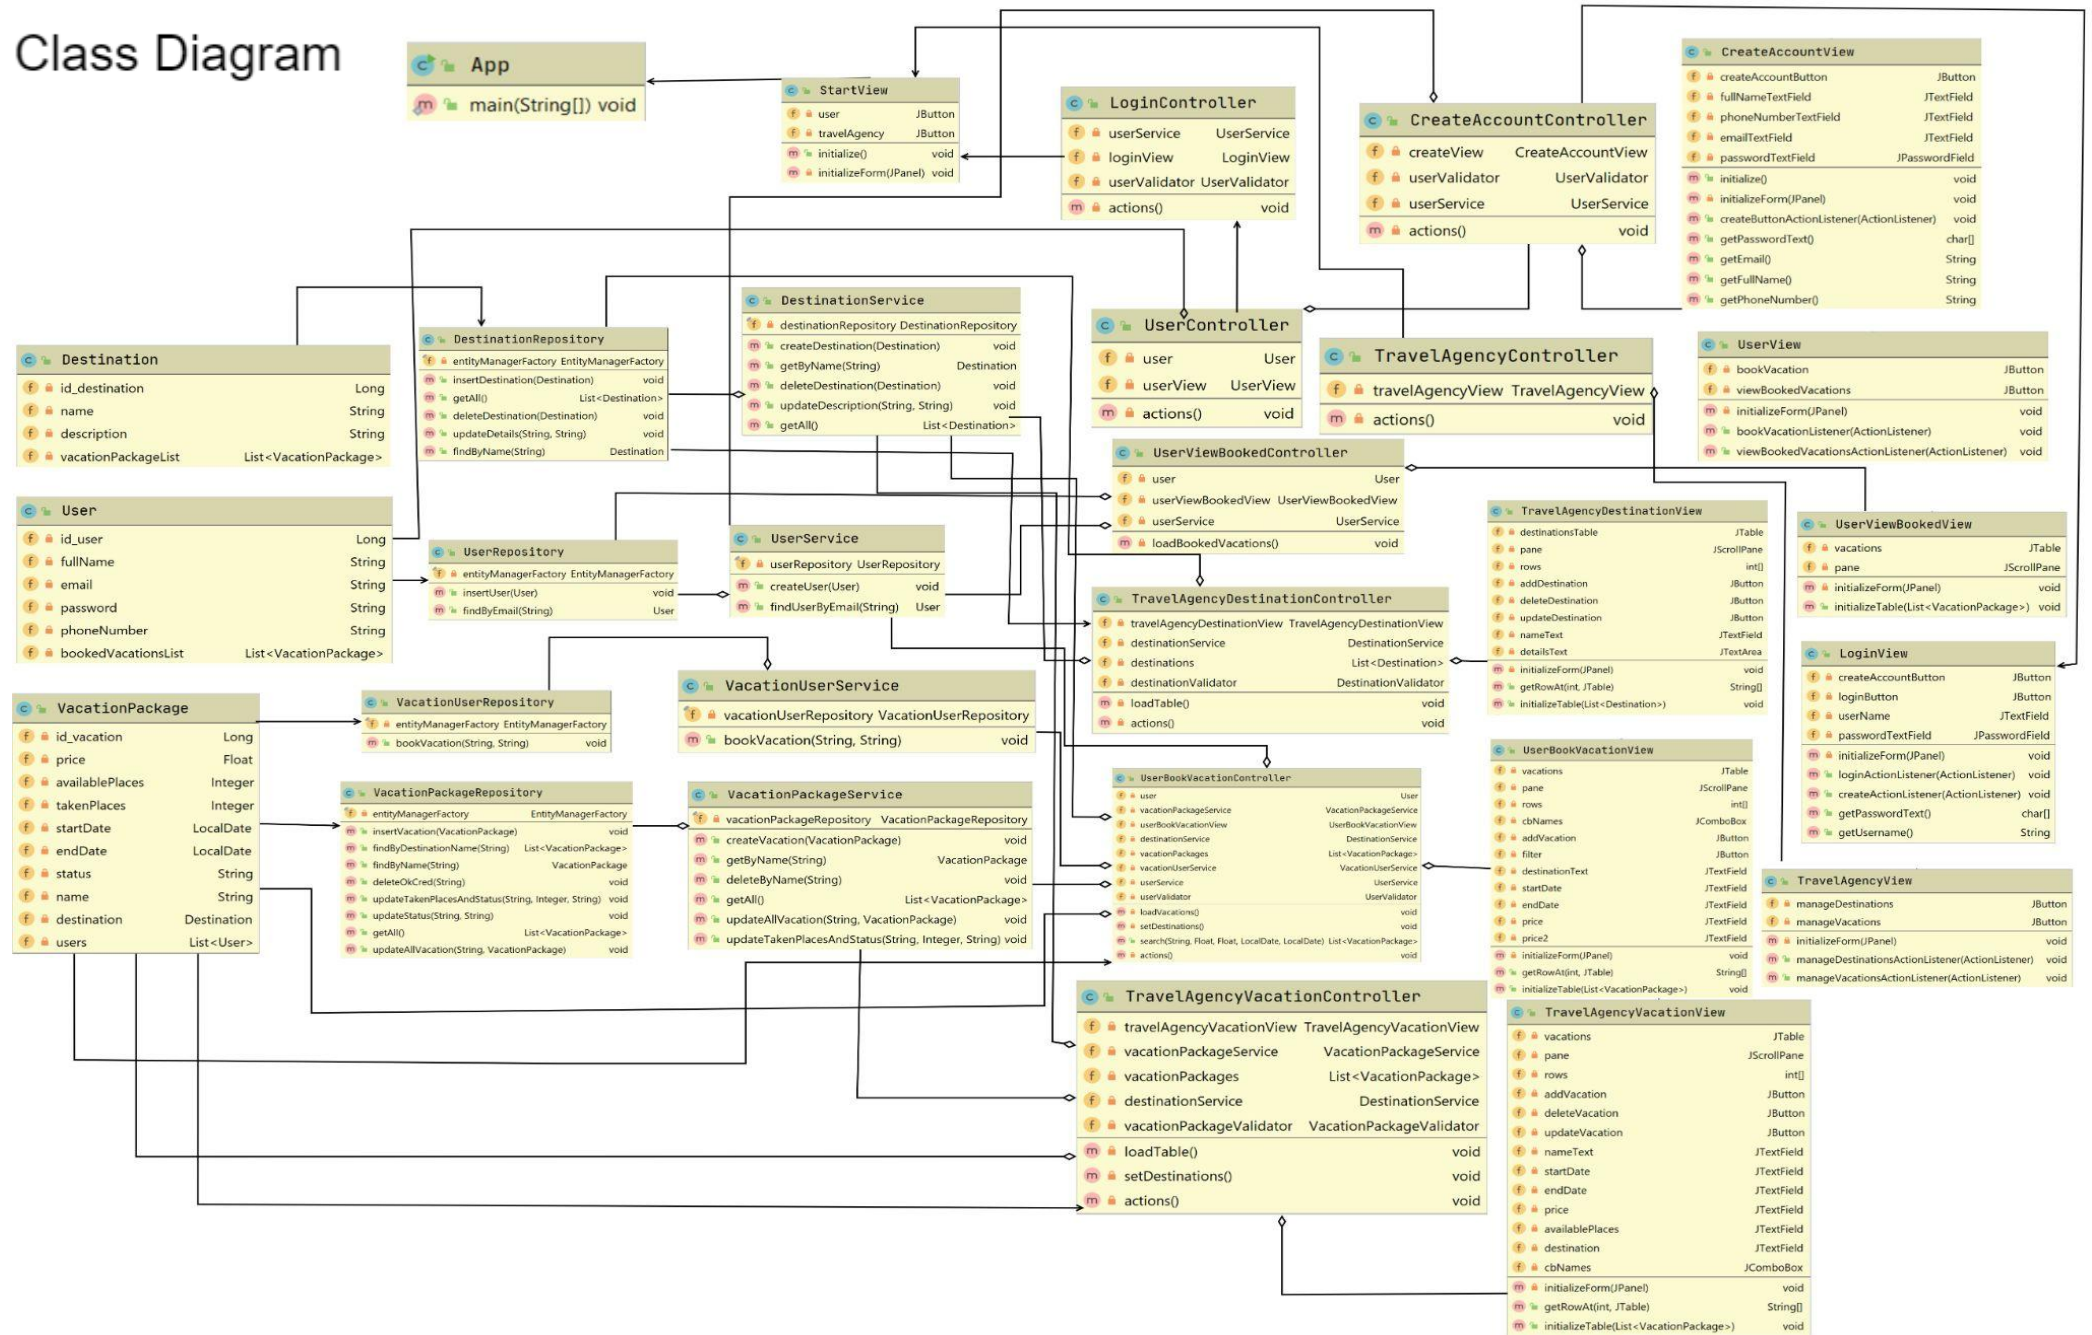 Class Diagram
App
main(String[]) void
StartView
user JButton
travelAgency JButton
initialize() void
initializeForm(JPanel) void
LoginController
userService UserService
loginView LoginView
userValidator UserValidator
actions() void
CreateAccountController
createView CreateAccountView
userValidator UserValidator
userService UserService
actions() void
CreateAccountView
createAccountButton JButton
fullNameTextField JTextField
phoneNumberTextField JTextField
emailTextField JTextField
passwordTextField JPasswordField
initialize() void
initializeForm(JPanel) void
createButtonActionListener(ActionListener) void
getPasswordText() char[]
getEmail() String
getFullName() String
getPhoneNumber() String
Destination
id_destination Long
name String
description String
vacationPackageList List<VacationPackage>
DestinationRepository
entityManagerFactory EntityManagerFactory
insertDestination(Destination) void
getAll() List<Destination>
deleteDestination(Destination) void
updateDetails(String, String) void
findByName(String) Destination
DestinationService
destinationRepository DestinationRepository
createDestination(Destination) void
getByName(String) Destination
deleteDestination(Destination) void
updateDescription(String, String) void
getAll() List<Destination>
UserController
user User
userView UserView
actions() void
TravelAgencyController
travelAgencyView TravelAgencyView
actions() void
UserView
bookVacation JButton
viewBookedVacations JButton
initializeForm(JPanel) void
bookVacationListener(ActionListener) void
viewBookedVacationsActionListener(ActionListener) void
User
id_user Long
fullName String
email String
password String
phoneNumber String
bookedVacationsList List<VacationPackage>
UserRepository
entityManagerFactory EntityManagerFactory
insertUser(User) void
findByEmail(String) User
UserService
userRepository UserRepository
createUser(User) void
findUserByEmail(String) User
UserViewBookedController
user User
userViewBookedView UserViewBookedView
userService UserService
loadBookedVacations() void
TravelAgencyDestinationView
destinationsTable JTable
pane JScrollPane
rows int[]
addDestination JButton
deleteDestination JButton
updateDestination JButton
nameText JTextField
detailsText JTextArea
initializeForm(JPanel) void
getRowAt(int, JTable) String[]
initializeTable(List<Destination>) void
UserViewBookedView
vacations JTable
pane JScrollPane
initializeForm(JPanel) void
initializeTable(List<VacationPackage>) void
TravelAgencyDestinationController
travelAgencyDestinationView TravelAgencyDestinationView
destinationService DestinationService
destinations List<Destination>
destinationValidator DestinationValidator
loadTable() void
actions() void
LoginView
createAccountButton JButton
loginButton JButton
userName JTextField
passwordTextField JPasswordField
initializeForm(JPanel) void
loginActionListener(ActionListener) void
createActionListener(ActionListener) void
getPasswordText() char[]
getUsername() String
VacationPackage
id_vacation Long
price Float
availablePlaces Integer
takenPlaces Integer
startDate LocalDate
endDate LocalDate
status String
name String
destination Destination
users List<User>
VacationUserRepository
entityManagerFactory EntityManagerFactory
bookVacation(String, String) void
VacationUserService
vacationUserRepository VacationUserRepository
bookVacation(String, String) void
VacationPackageRepository
entityManagerFactory EntityManagerFactory
insertVacation(VacationPackage) void
findByDestinationName(String) List<VacationPackage>
findByName(String) VacationPackage
deleteOkCred(String) void
updateTakenPlacesAndStatus(String, Integer, String) void
updateStatus(String, String) void
getAll() List<VacationPackage>
updateAllVacation(String, VacationPackage) void
VacationPackageService
vacationPackageRepository VacationPackageRepository
createVacation(VacationPackage) void
getByName(String) VacationPackage
deleteByName(String) void
getAll() List<VacationPackage>
updateAllVacation(String, VacationPackage) void
updateTakenPlacesAndStatus(String, Integer, String) void
UserBookVacationController
user User
vacationPackageService VacationPackageService
userBookVacationView UserBookVacationView
destinationService DestinationService
vacationPackages List<VacationPackage>
vacationUserService VacationUserService
userService UserService
userValidator UserValidator
loadVacations() void
setDestinations() void
search(String, Float, Float, LocalDate, LocalDate) List<VacationPackage>
actions() void
UserBookVacationView
vacations JTable
pane JScrollPane
rows int[]
cbNames JComboBox
addVacation JButton
filter JButton
destinationText JTextField
startDate JTextField
endDate JTextField
price JTextField
price2 JTextField
initializeForm(JPanel) void
getRowAt(int, JTable) String[]
initializeTable(List<VacationPackage>) void
TravelAgencyView
manageDestinations JButton
manageVacations JButton
initializeForm(JPanel) void
manageDestinationsActionListener(ActionListener) void
manageVacationsActionListener(ActionListener) void
TravelAgencyVacationController
travelAgencyVacationView TravelAgencyVacationView
vacationPackageService VacationPackageService
vacationPackages List<VacationPackage>
destinationService DestinationService
vacationPackageValidator VacationPackageValidator
loadTable() void
setDestinations() void
actions() void
TravelAgencyVacationView
vacations JTable
pane JScrollPane
rows int[]
addVacation JButton
deleteVacation JButton
updateVacation JButton
nameText JTextField
startDate JTextField
endDate JTextField
price JTextField
availablePlaces JTextField
destination JTextField
cbNames JComboBox
initializeForm(JPanel) void
getRowAt(int, JTable) String[]
initializeTable(List<VacationPackage>) void